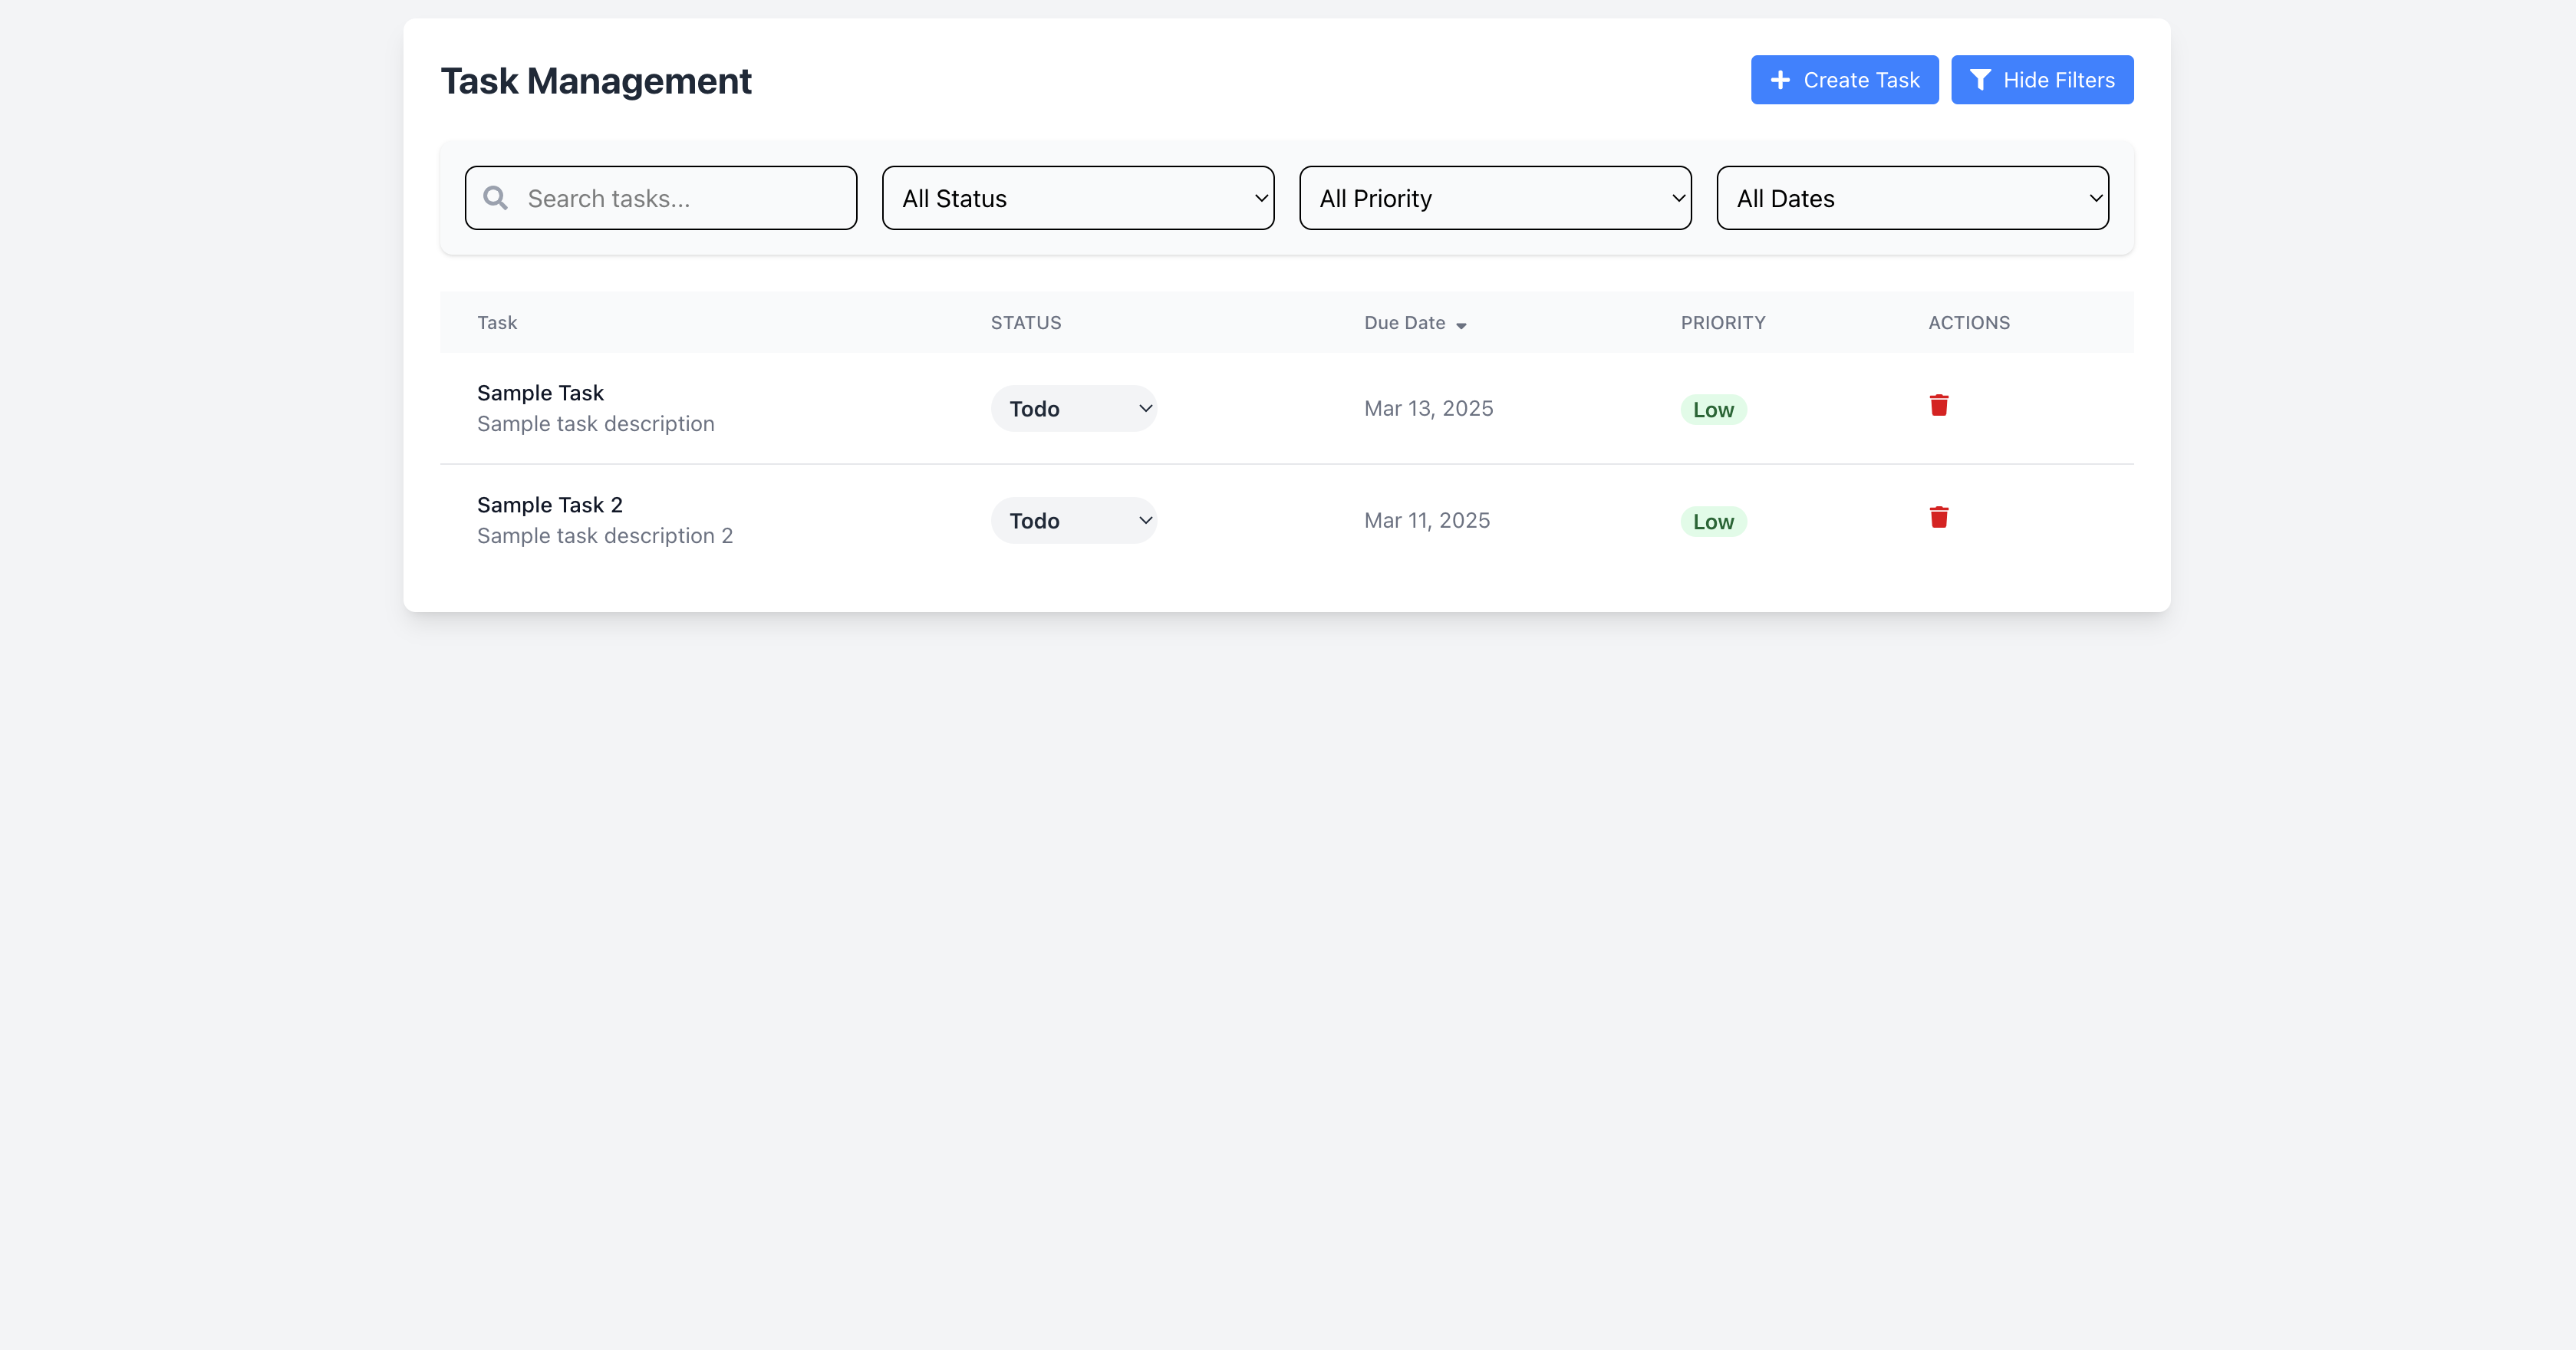 Task Management
Create Task
Hide Filters
Search tasks...
All Status
All Priority
All Dates
Task STATUS Due Date PRIORITY ACTIONS
Sample Task
Sample task description
Todo
Mar 13, 2025
Low
Sample Task 2
Sample task description 2
Todo
Mar 11, 2025
Low